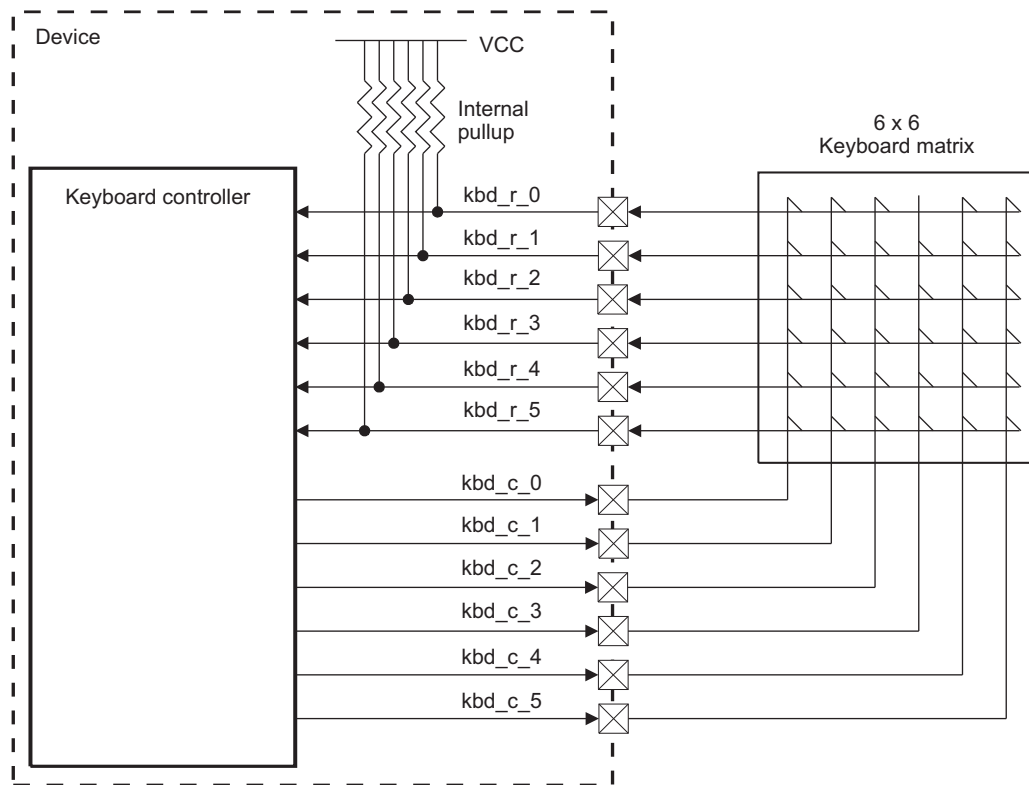 Device
VCC
Internal
pullup
6 x 6
Keyboard matrix
Keyboard controller
kbd_r_0
kbd_r_1
kbd_r_2
kbd_r_3
kbd_r_4
kbd_r_5
kbd_c_0
kbd_c_1
kbd_c_2
kbd_c_3
kbd_c_4
kbd_c_5